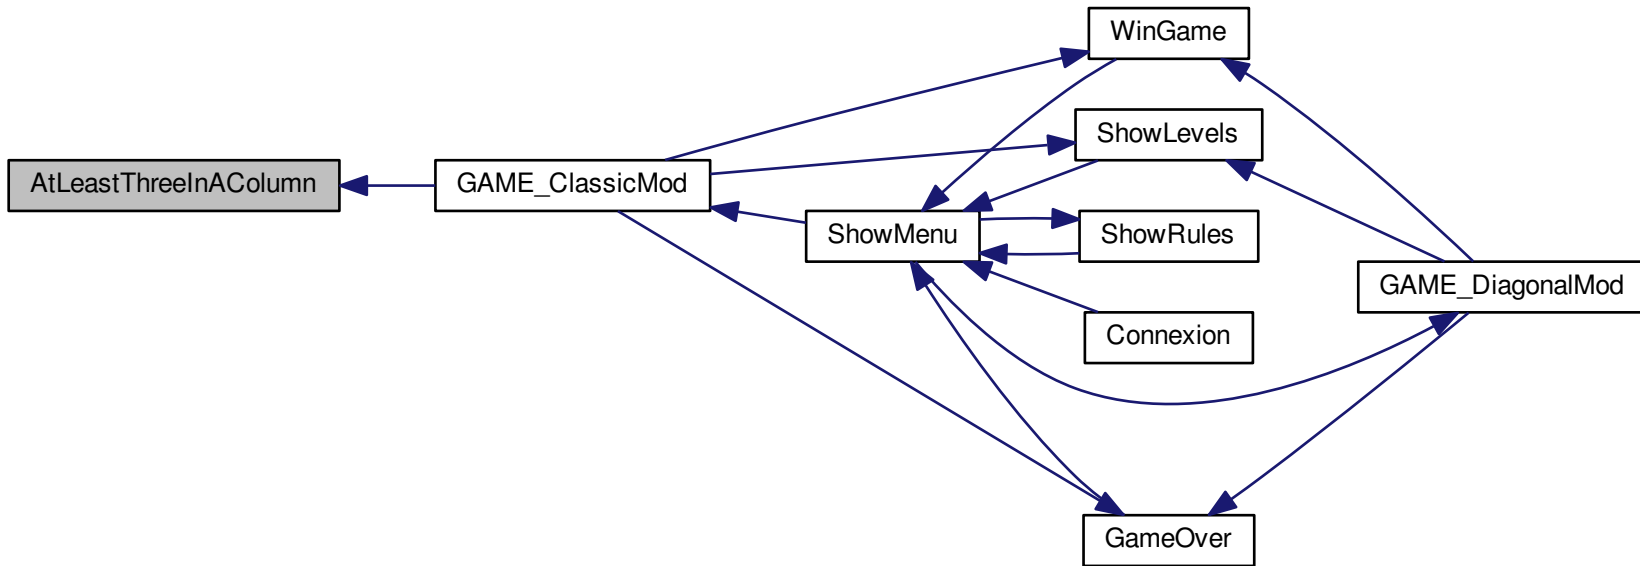 WinGame
ShowLevels
AtLeastThreeInAColumn
GAME_ClassicMod
ShowMenu
ShowRules
GAME_DiagonalMod
Connexion
GameOver